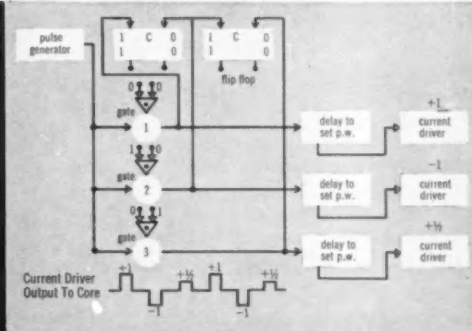 pulse
generator
1 C 0
1 0
1 C 0
1 0
flip flop
0 0
gate
1
1 0
gate
2
0 1
gate
3
delay to
set p.w.
+1
current
driver
delay to
set p.w.
−1
current
driver
delay to
set p.w.
+½
current
driver
Current Driver
Output To Core
+1 +½ +1 +½
−1 −1